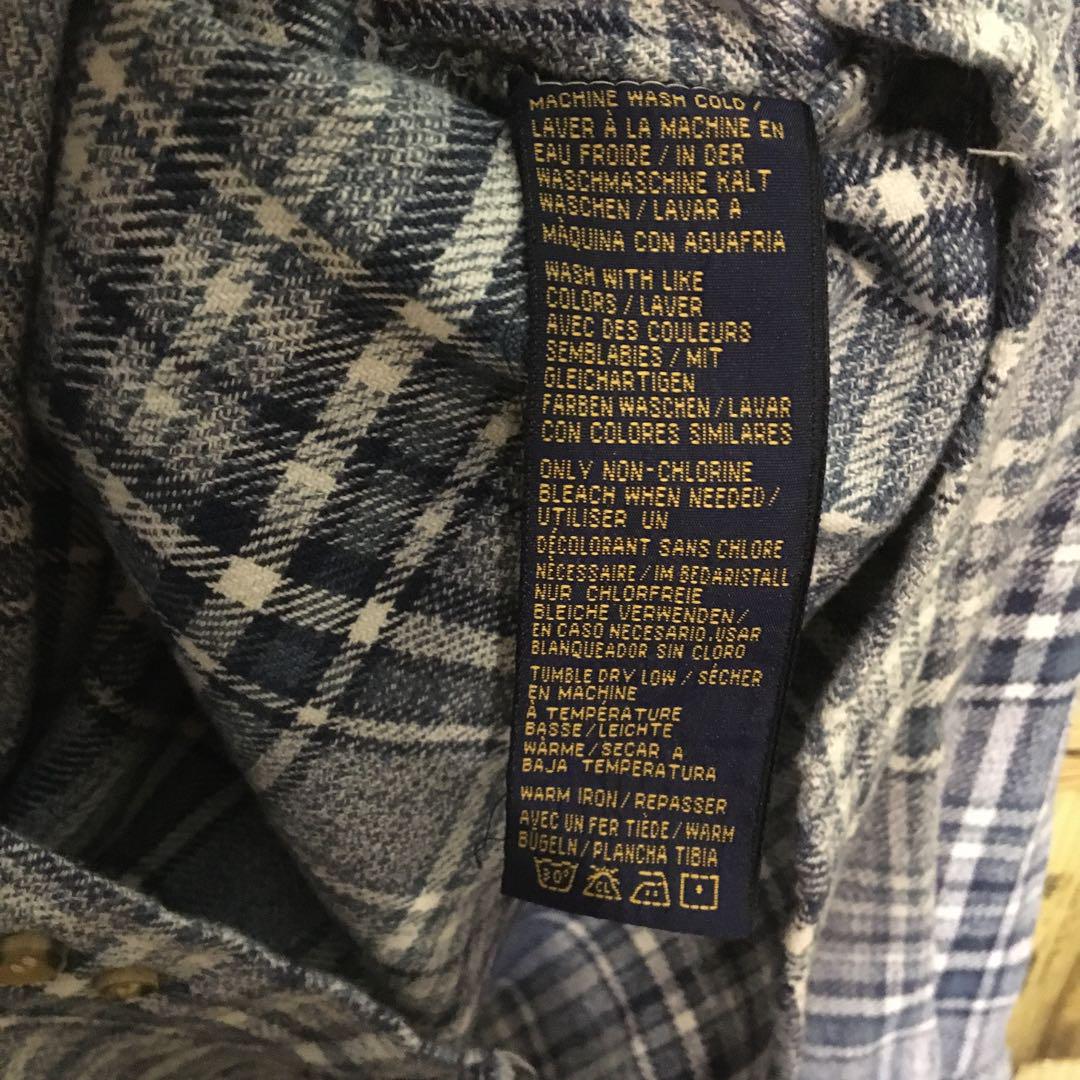 MACHINE WASH COLD /
LAVER À LA MACHINE EN
EAU FROIDE / IN DER
WASCHMASCHINE KALT
WASCHEN / LAVAR A
MÁQUINA CON AGUAFRIA
WASH WITH LIKE
COLORS / LAVER
AVEC DES COULEURS
SEMBLABIES / MIT
GLEICHARTIGEN
FARBEN WASCHEN / LAVAR
CON COLORES SIMILARES
ONLY NON-CHLORINE
BLEACH WHEN NEEDED /
UTILISER UN
DÉCOLORANT SANS CHLORE
NÉCESSAIRE / IM BEDARISTALL
NUR CHLORFREIE
BLEICHE VERWENDEN /
EN CASO NECESARIO, USAR
BLANQUEADOR SIN CLORO
TUMBLE DRY LOW / SÉCHER
EN MACHINE
À TEMPÉRATURE
BASSE / LEICHTE
WÄRME / SECAR A
BAJA TEMPERATURA
WARM IRON / REPASSER
AVEC UN FER TIÈDE / WARM
BÜGELN / PLANCHA TIBIA
30° CL